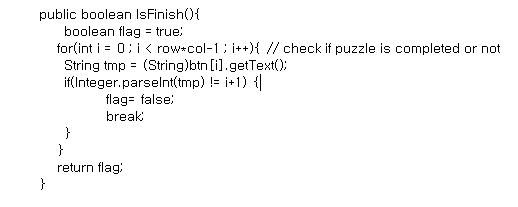 public boolean IsFinish(){
boolean flag = true;
for(int i = 0 ; i < row*col-1 ; i++){ // check if puzzle is completed or not
String tmp = (String)btn[i].getText();
if(Integer.parseInt(tmp) != i+1) {
flag= false;
break;
}
}
return flag;
}